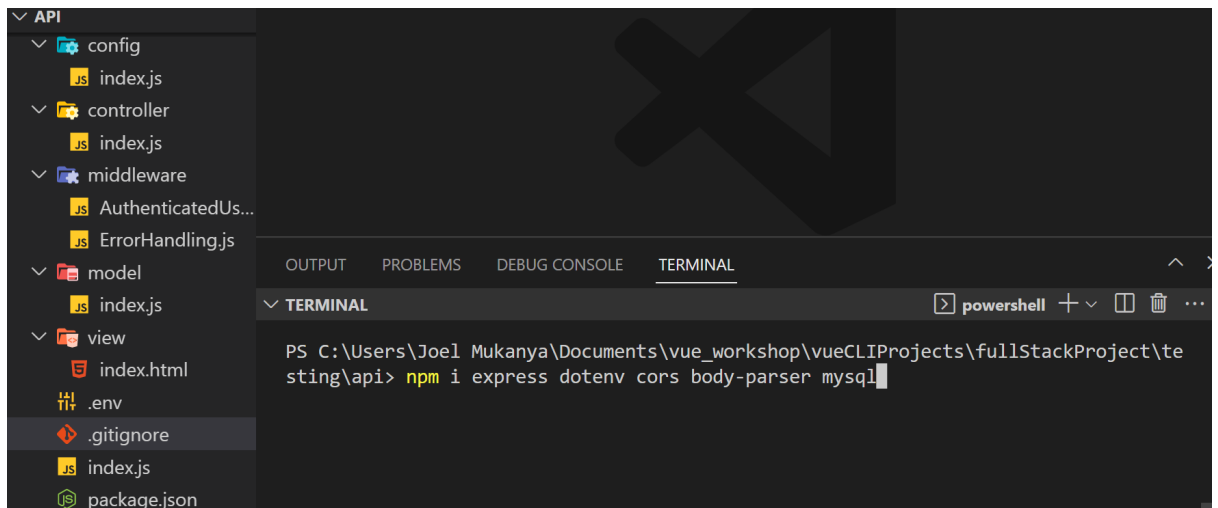 API
config
index.js
controller
index.js
middleware
AuthenticatedUs...
ErrorHandling.js
model
index.js
view
index.html
.env
.gitignore
index.js
package.json
OUTPUT PROBLEMS DEBUG CONSOLE TERMINAL
TERMINAL powershell
PS C:\Users\Joel Mukanya\Documents\vue_workshop\vueCLIProjects\fullStackProject\te
sting\api> npm i express dotenv cors body-parser mysql